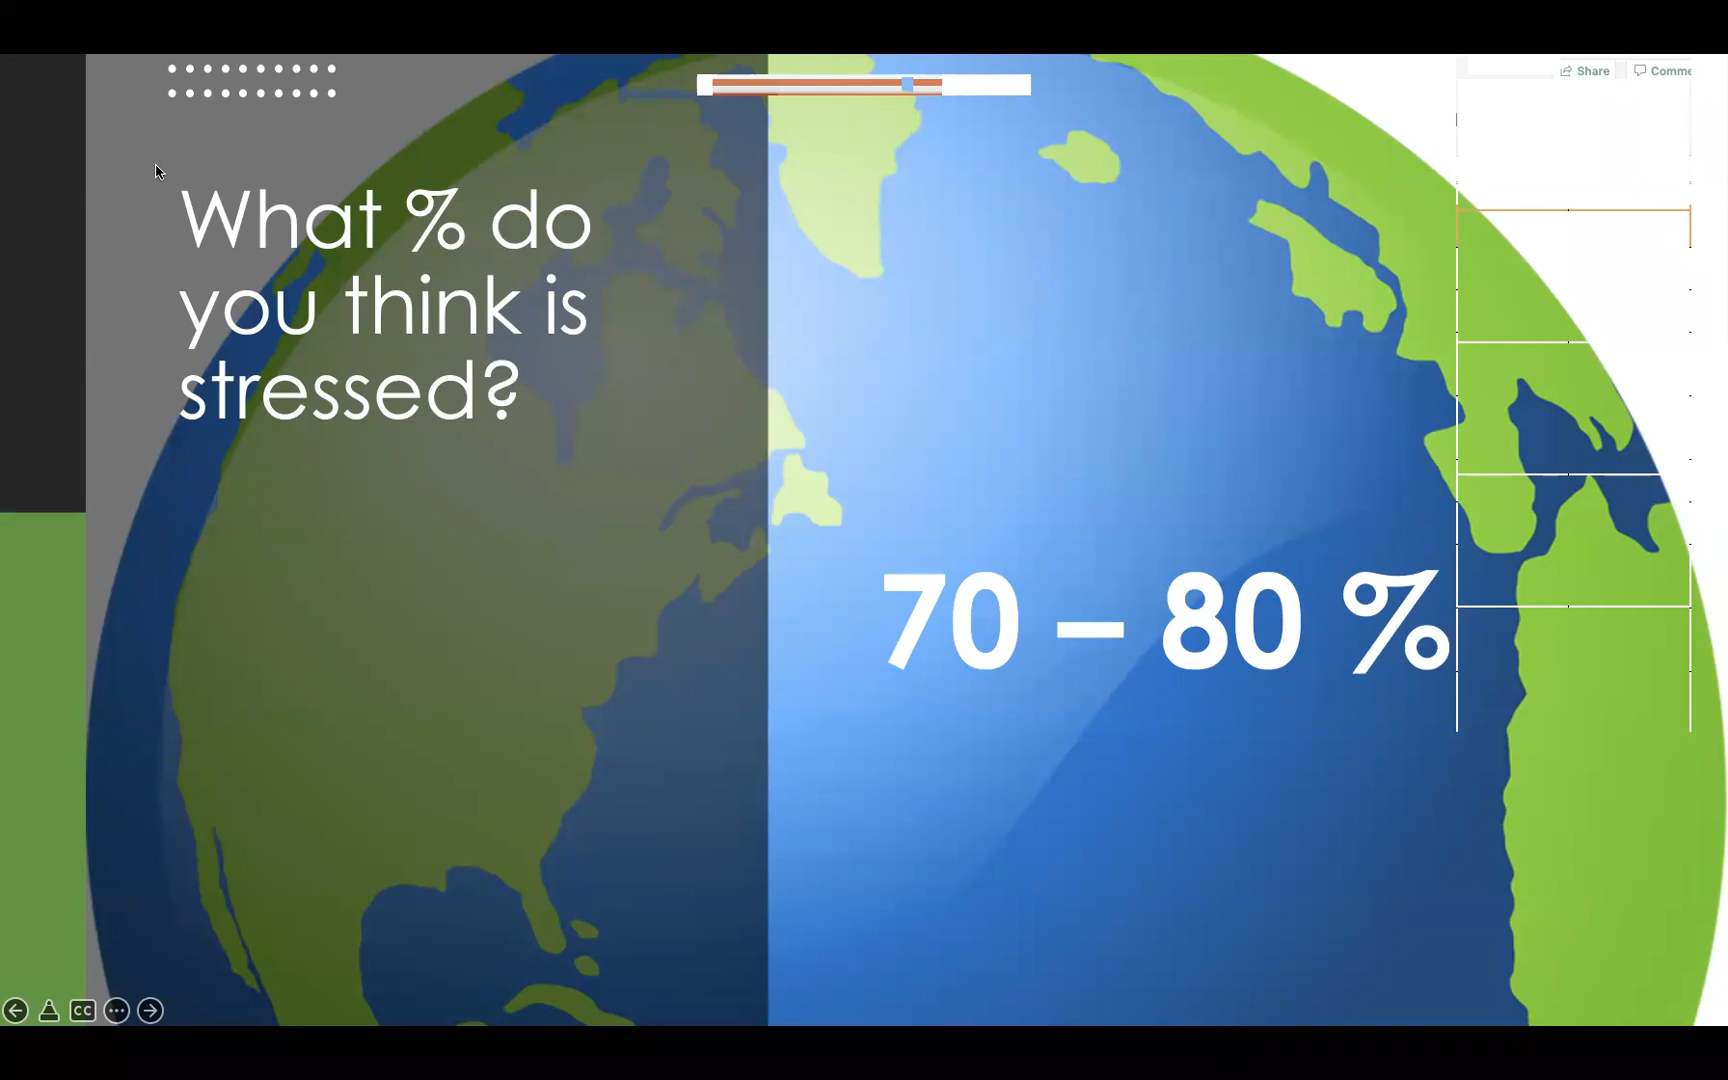 Share
Comme
What % do
you think is
stressed?
70 – 80 %
CC